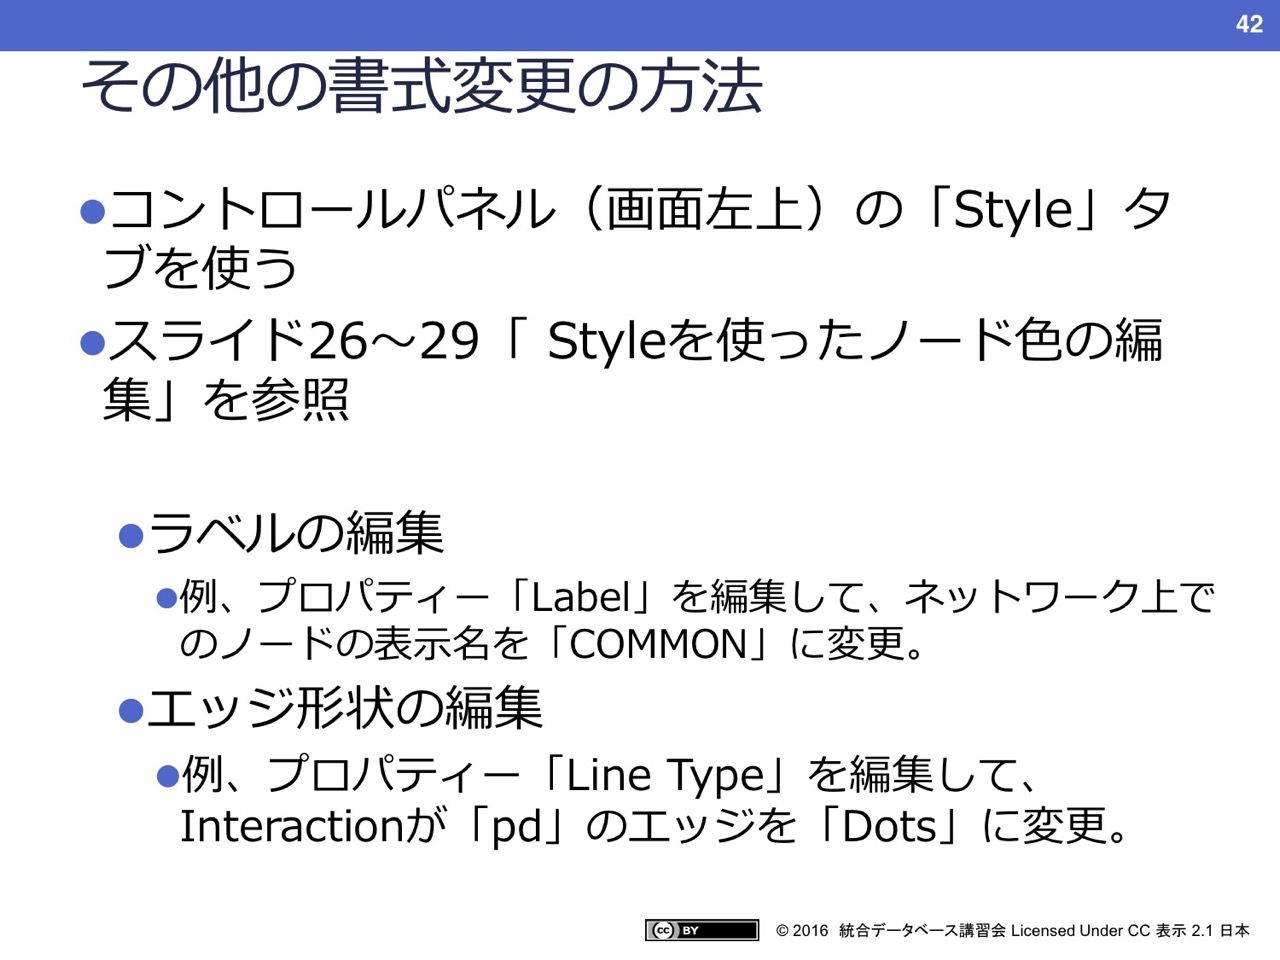 42
その他の書式変更の方法
●コントロールパネル（画面左上）の「Style」タ
ブを使う
●スライド26～29「 Styleを使ったノード色の編
集」を参照
●ラベルの編集
●例、プロパティー「Label」を編集して、ネットワーク上で
のノードの表示名を「COMMON」に変更。
●エッジ形状の編集
●例、プロパティー「Line Type」を編集して、
Interactionが「pd」のエッジを「Dots」に変更。
cc BY © 2016 統合データベース講習会 Licensed Under CC 表示 2.1 日本